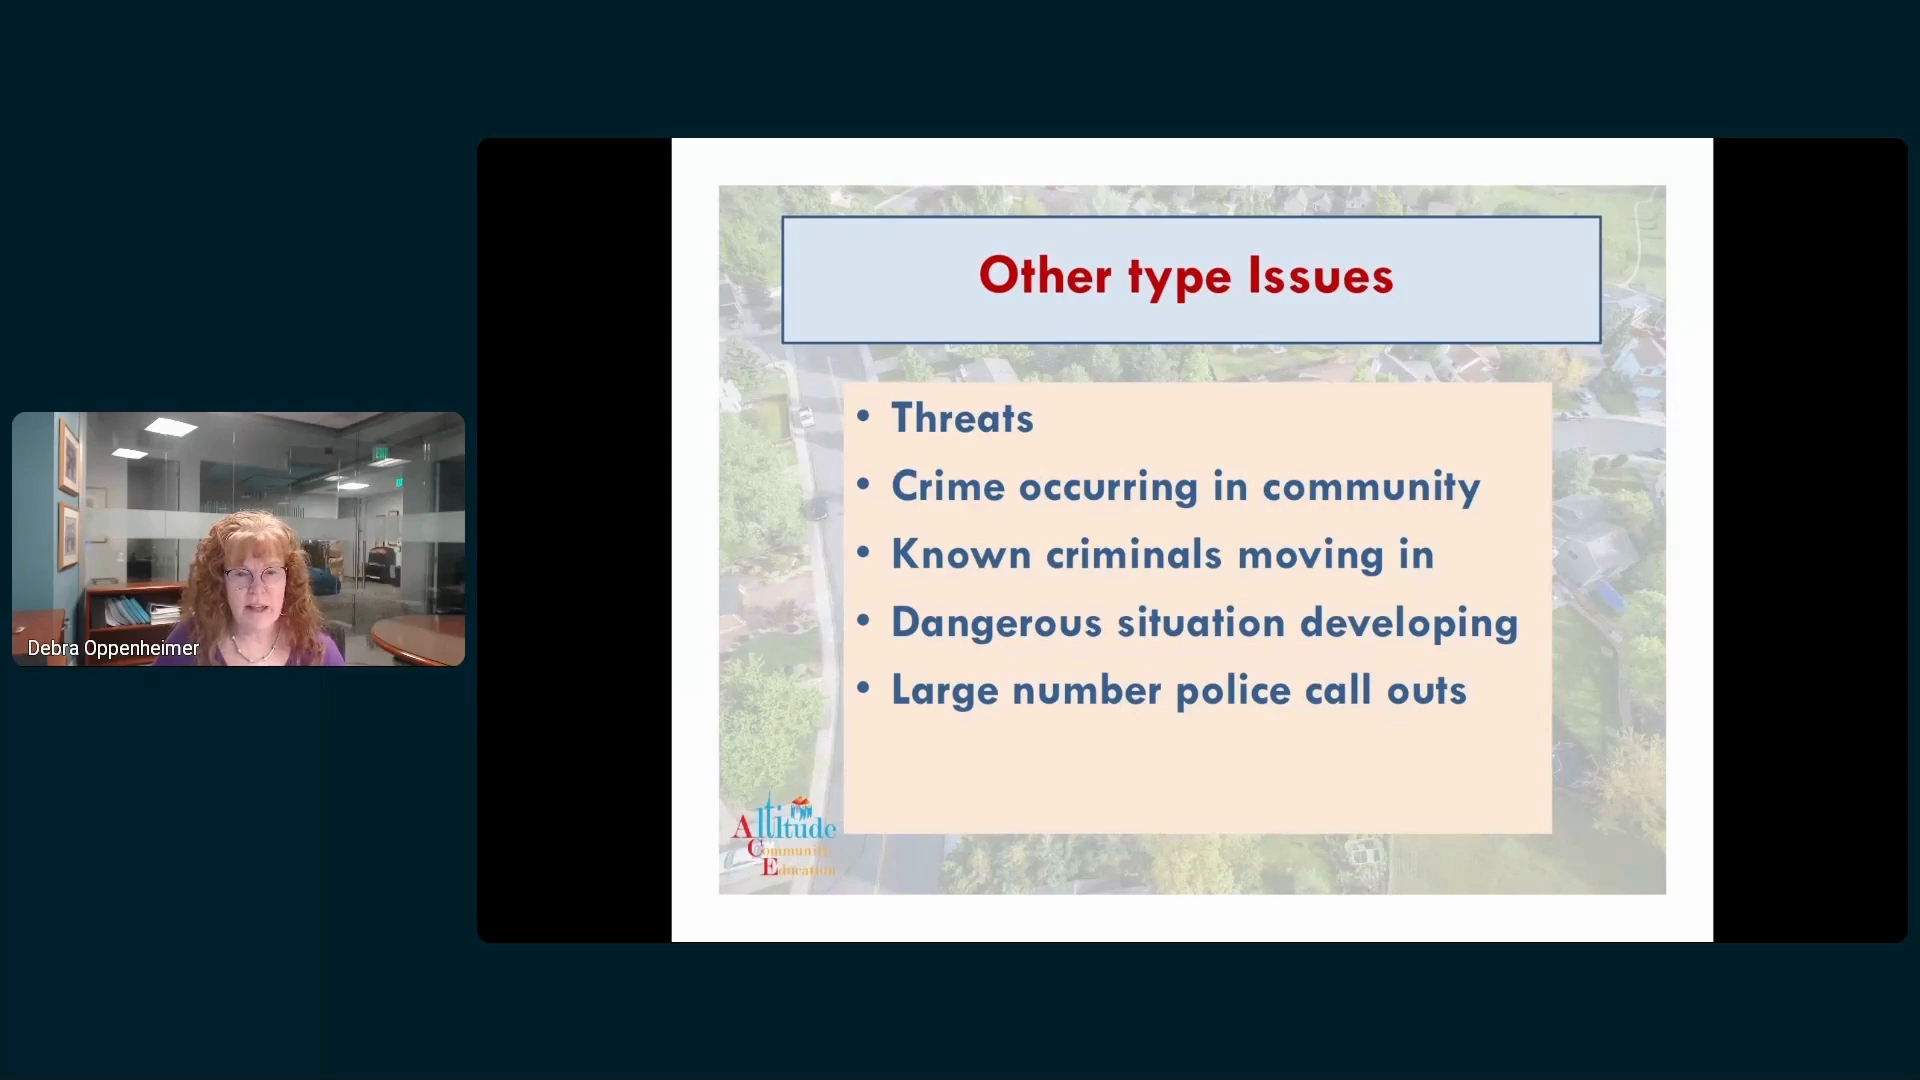 Other type Issues
• Threats
• Crime occurring in community
• Known criminals moving in
• Dangerous situation developing
• Large number police call outs
Altitude
Community
Education
Debra Oppenheimer